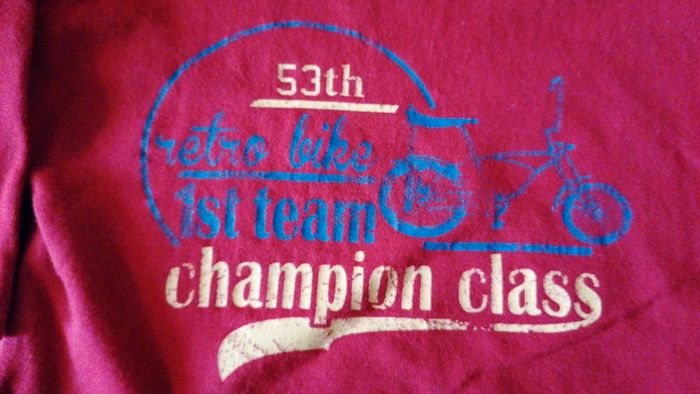 53th
retro bike
1st team
champion class